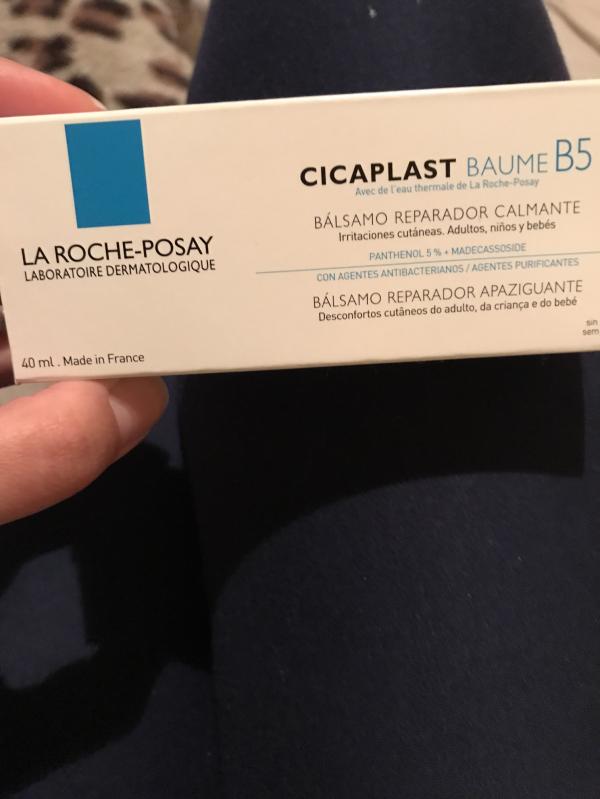 LA ROCHE-POSAY
LABORATOIRE DERMATOLOGIQUE
40 ml . Made in France
CICAPLAST BAUME B5
Avec de l'eau thermale de La Roche-Posay
BÁLSAMO REPARADOR CALMANTE
Irritaciones cutáneas. Adultos, niños y bebés
PANTHENOL 5 % + MADECASSOSIDE
CON AGENTES ANTIBACTERIANOS / AGENTES PURIFICANTES
BÁLSAMO REPARADOR APAZIGUANTE
Desconfortos cutâneos do adulto, da criança e do bebé
sin
sem